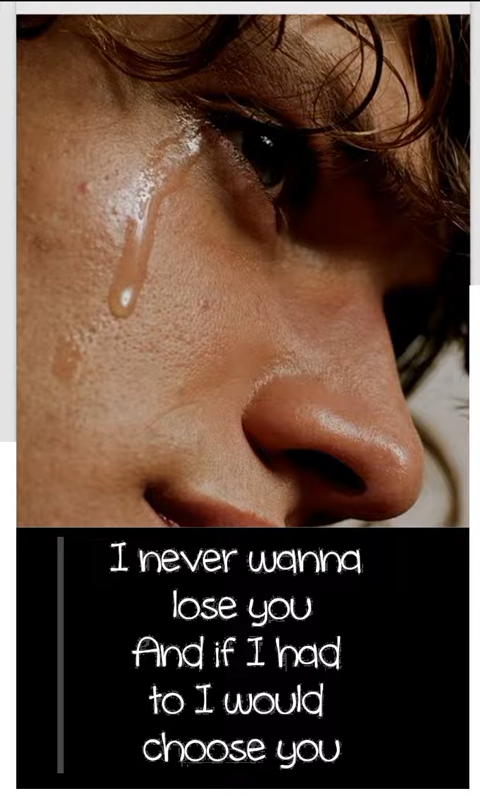 I never wanna
lose you
And if I had
to I would
choose you